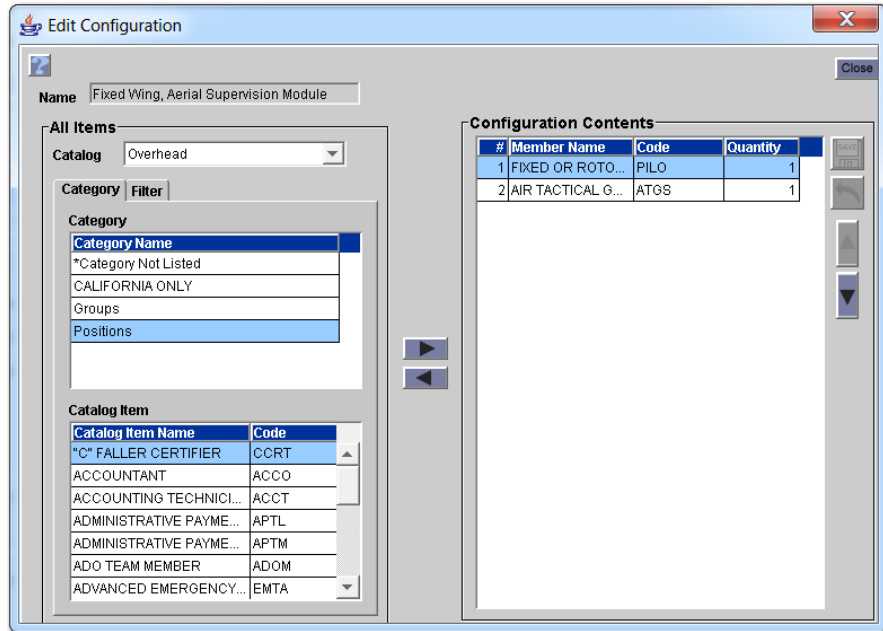 Edit Configuration
Close
Name Fixed Wing, Aerial Supervision Module
All Items
Catalog Overhead
Category Filter
Category
Category Name
*Category Not Listed
CALIFORNIA ONLY
Groups
Positions
Catalog Item
Catalog Item Name Code
"C" FALLER CERTIFIER CCRT
ACCOUNTANT ACCO
ACCOUNTING TECHNICI... ACCT
ADMINISTRATIVE PAYME... APTL
ADMINISTRATIVE PAYME... APTM
ADO TEAM MEMBER ADOM
ADVANCED EMERGENCY... EMTA
Configuration Contents
# Member Name Code Quantity
1 FIXED OR ROTO... PILO 1
2 AIR TACTICAL G... ATGS 1
SAVE